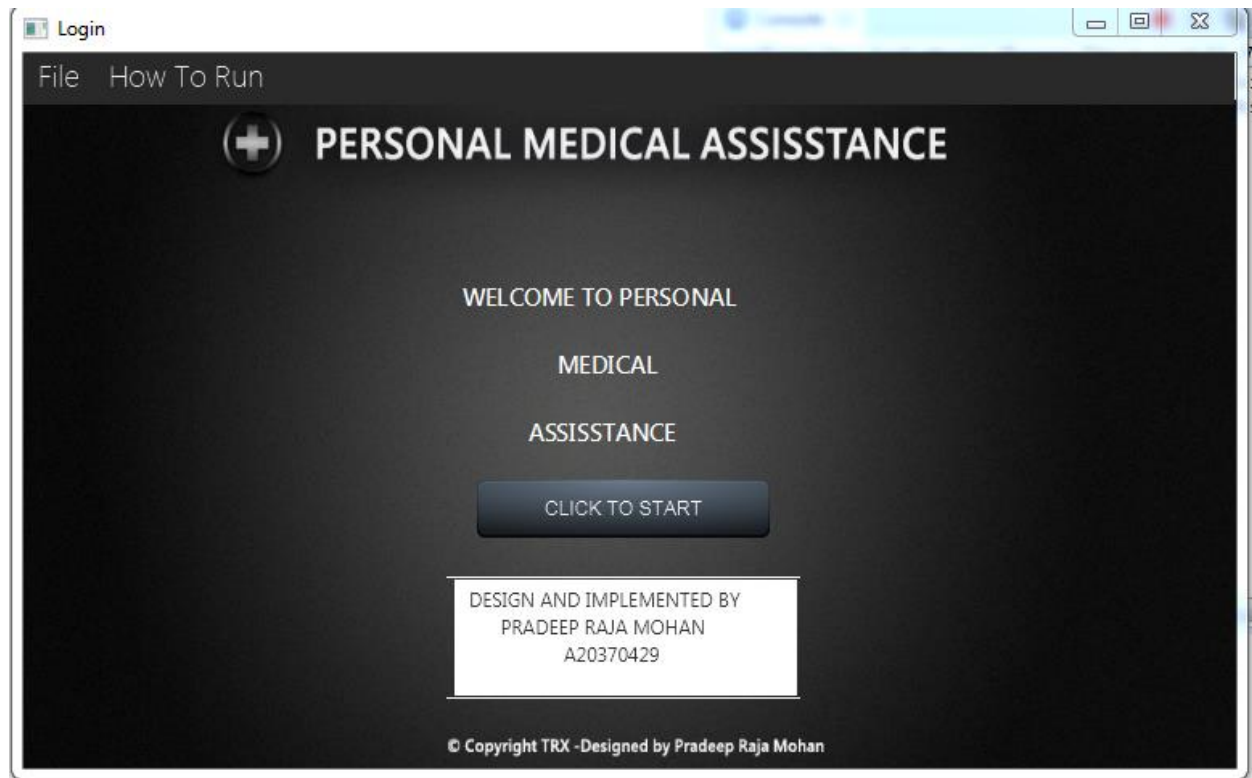 Login
File How To Run
PERSONAL MEDICAL ASSISSTANCE
WELCOME TO PERSONAL
MEDICAL
ASSISSTANCE
CLICK TO START
DESIGN AND IMPLEMENTED BY
PRADEEP RAJA MOHAN
A20370429
© Copyright TRX -Designed by Pradeep Raja Mohan